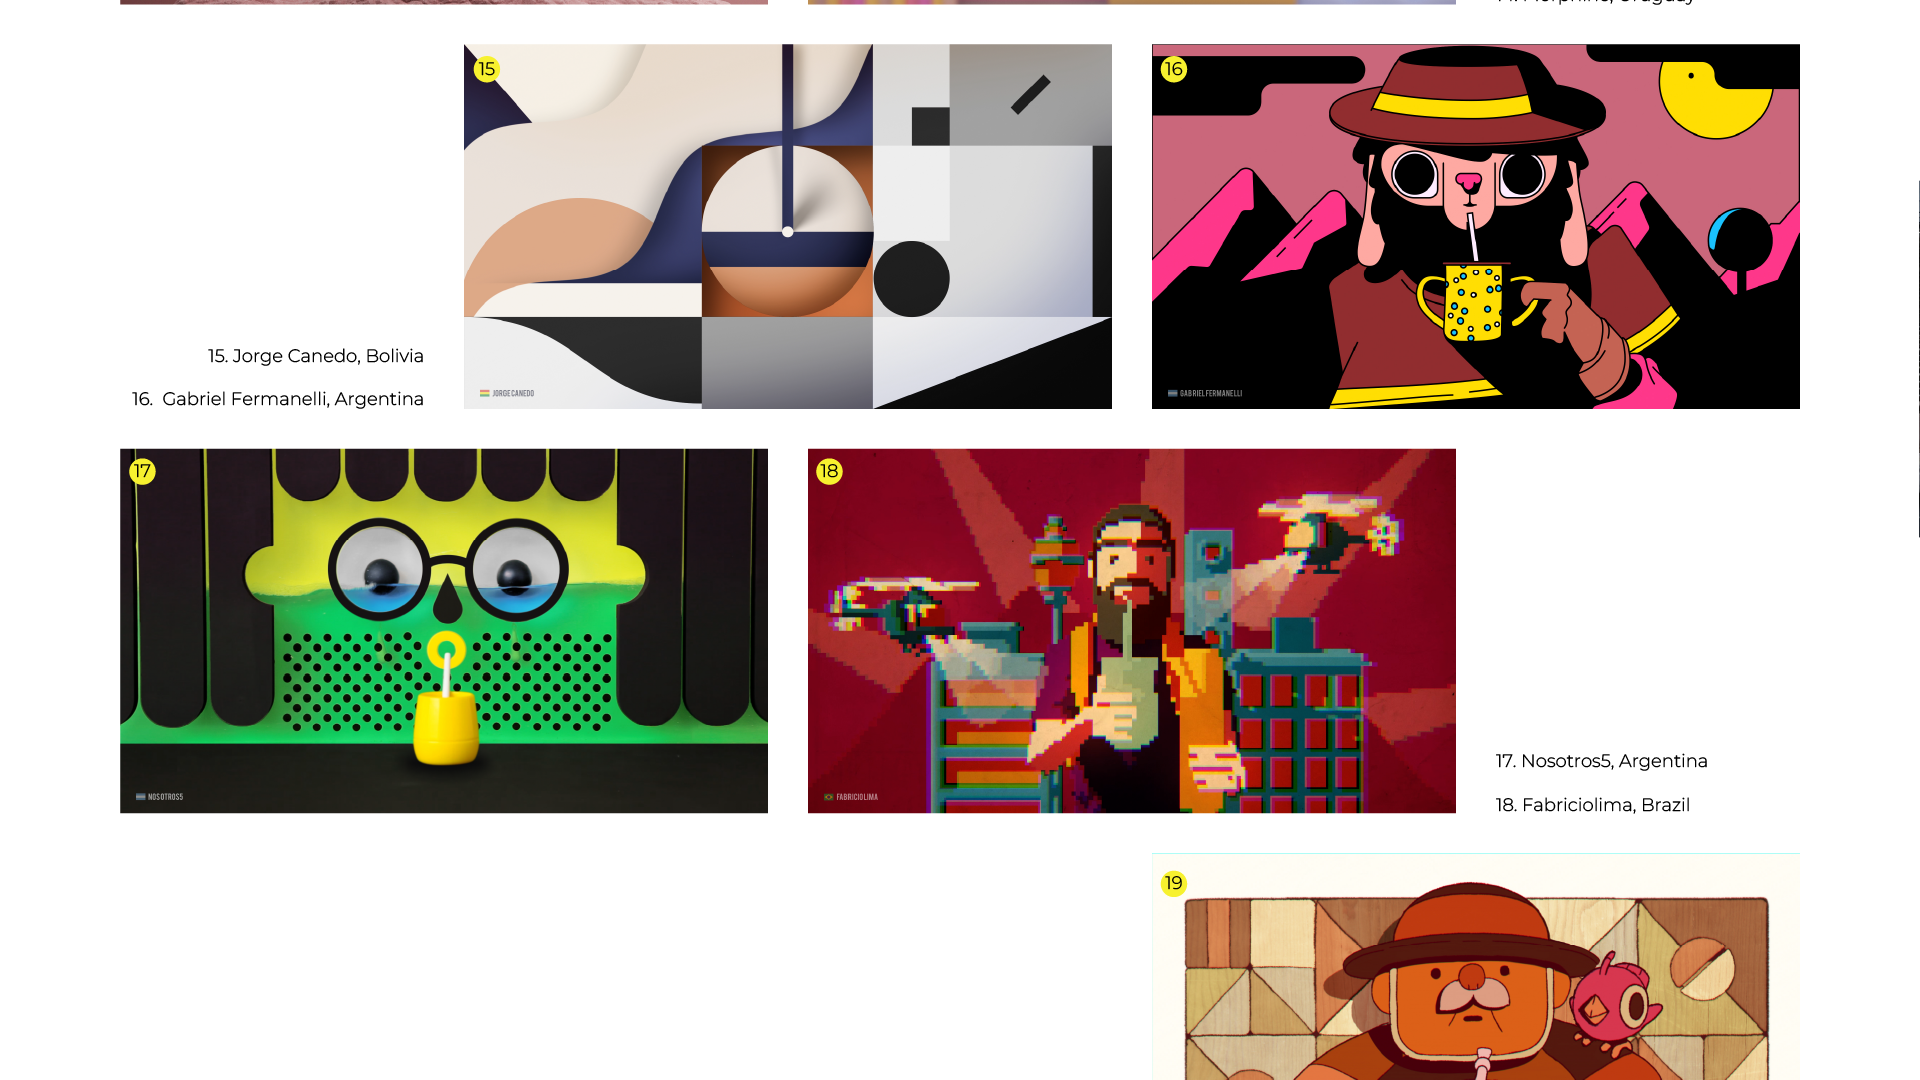 15
16
JORGE CANEDO
GABRIEL FERMANELLI
15. Jorge Canedo, Bolivia
16. Gabriel Fermanelli, Argentina
17
18
NOSOTROS5
FABRICIOLIMA
17. Nosotros5, Argentina
18. Fabriciolima, Brazil
19